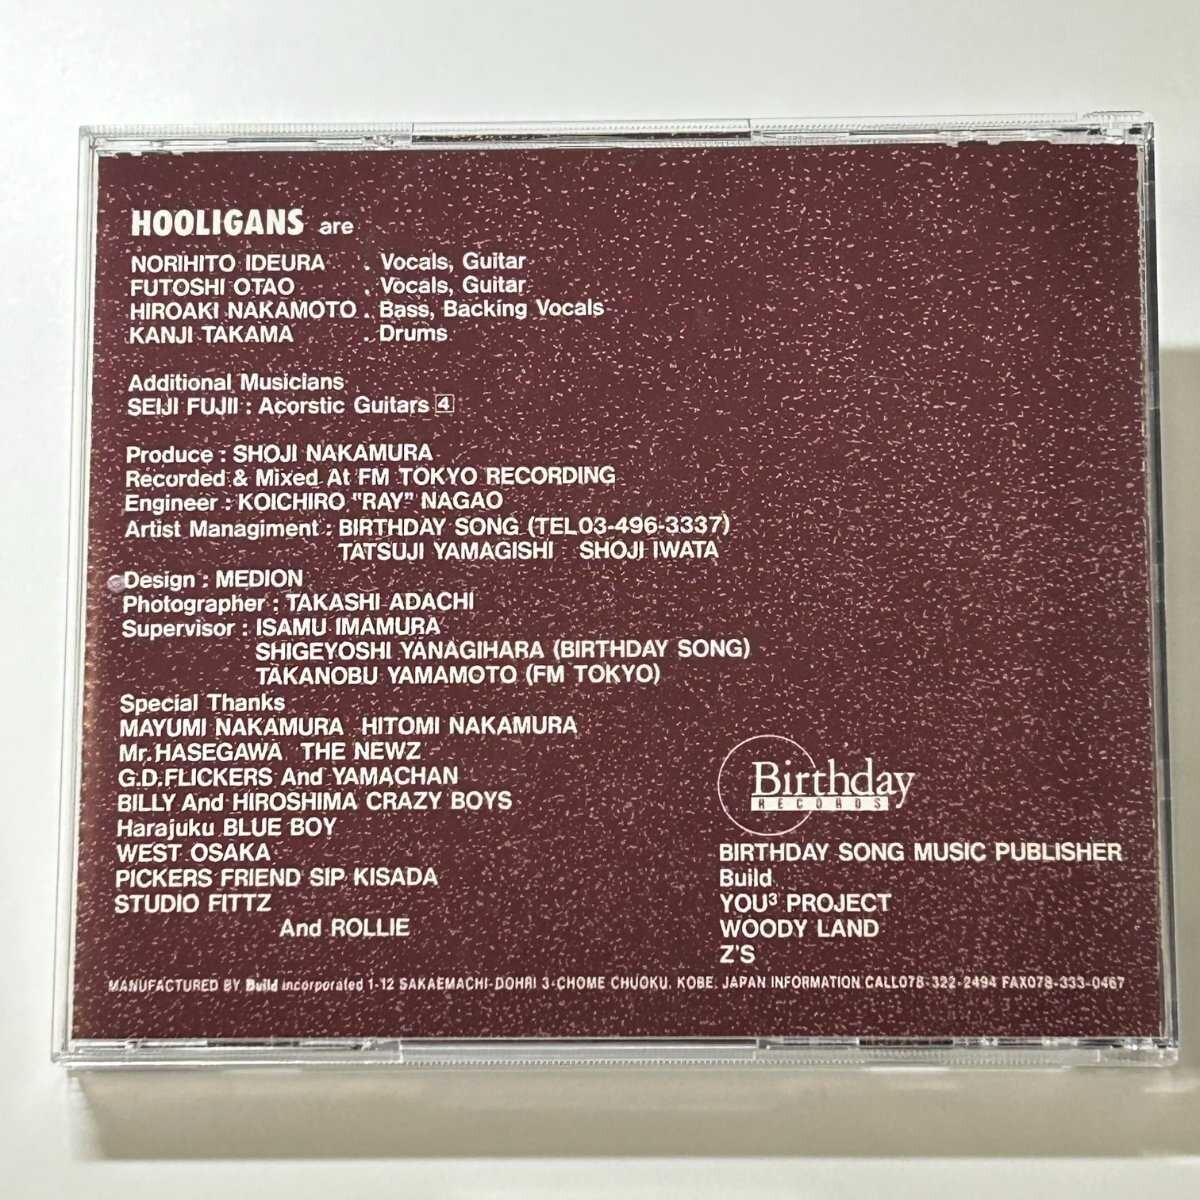 HOOLIGANS are
NORIHITO IDEURA . Vocals, Guitar
FUTOSHI OTAO . Vocals, Guitar
HIROAKI NAKAMOTO . Bass, Backing Vocals
KANJI TAKAMA . Drums
Additional Musicians
SEIJI FUJII : Acorstic Guitars 4
Produce : SHOJI NAKAMURA
Recorded & Mixed At FM TOKYO RECORDING
Engineer : KOICHIRO "RAY" NAGAO
Artist Managiment : BIRTHDAY SONG (TEL03-496-3337)
TATSUJI YAMAGISHI SHOJI IWATA
Design : MEDION
Photographer : TAKASHI ADACHI
Supervisor : ISAMU IMAMURA
SHIGEYOSHI YANAGIHARA (BIRTHDAY SONG)
TAKANOBU YAMAMOTO (FM TOKYO)
Special Thanks
MAYUMI NAKAMURA HITOMI NAKAMURA
Mr.HASEGAWA THE NEWZ
G.D.FLICKERS And YAMACHAN
BILLY And HIROSHIMA CRAZY BOYS
Harajuku BLUE BOY
WEST OSAKA
PICKERS FRIEND SIP KISADA
STUDIO FITTZ
And ROLLIE
Birthday
RECORDS
BIRTHDAY SONG MUSIC PUBLISHER
Build
YOU³ PROJECT
WOODY LAND
Z'S
MANUFACTURED BY Build incorporated 1-12 SAKAEMACHI-DOHRI 3-CHOME CHUOKU. KOBE. JAPAN INFORMATION CALL078-322-2494 FAX078-333-0467